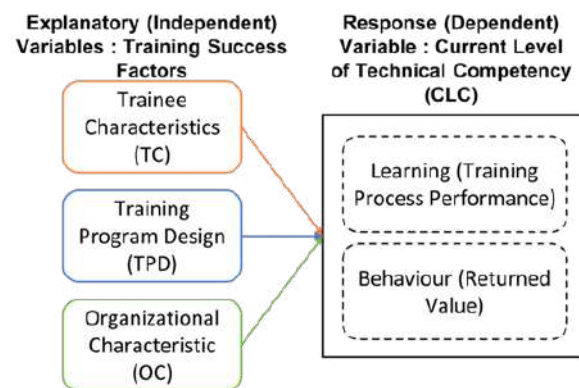 Explanatory (Independent)
Variables : Training Success
Factors
Response (Dependent)
Variable : Current Level
of Technical Competency
(CLC)
Trainee
Characteristics
(TC)
Training
Program Design
(TPD)
Organizational
Characteristic
(OC)
Learning (Training
Process Performance)
Behaviour (Returned
Value)